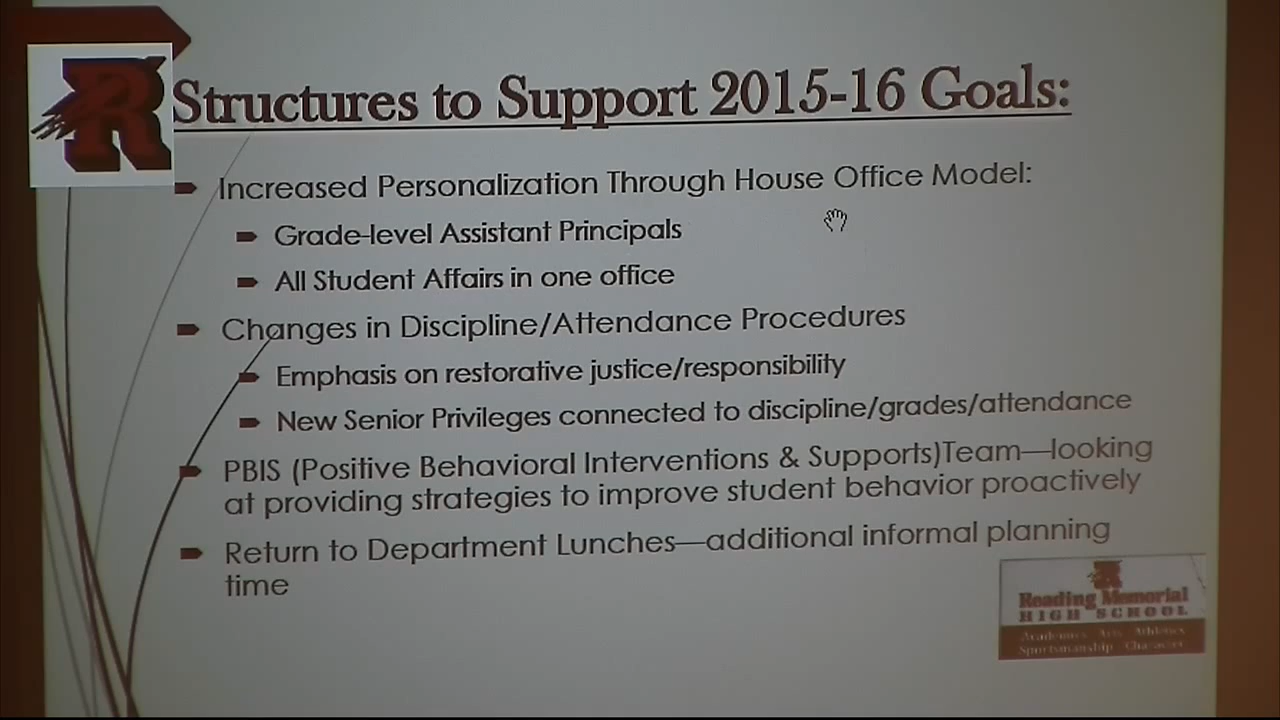 R
Structures to Support 2015-16 Goals:
Increased Personalization Through House Office Model:
Grade-level Assistant Principals
All Student Affairs in one office
Changes in Discipline/Attendance Procedures
Emphasis on restorative justice/responsibility
New Senior Privileges connected to discipline/grades/attendance
PBIS (Positive Behavioral Interventions & Supports)Team—looking
at providing strategies to improve student behavior proactively
Return to Department Lunches—additional informal planning
time
R
Reading Memorial
HIGH SCHOOL
Academics Arts Athletics
Sportsmanship Character